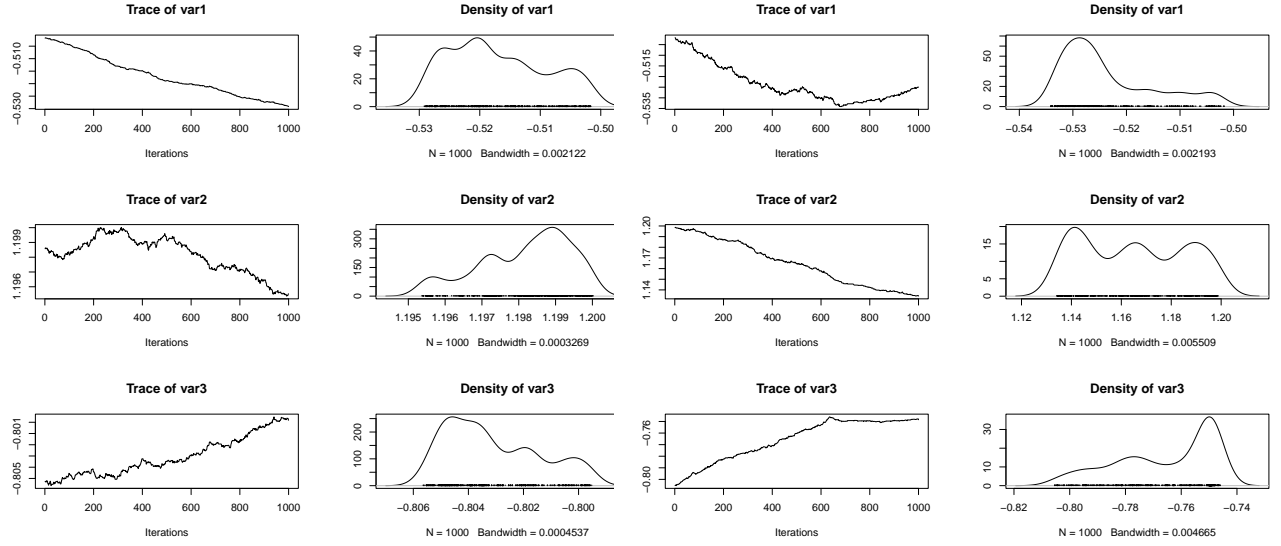 Trace of var1
−0.510
−0.530
0 200 400 600 800 1000
Iterations
Density of var1
40
20
0
−0.53 −0.52 −0.51 −0.50
N = 1000 Bandwidth = 0.002122
Trace of var1
−0.515
−0.535
0 200 400 600 800 1000
Iterations
Density of var1
50
20
0
−0.54 −0.53 −0.52 −0.51 −0.50
N = 1000 Bandwidth = 0.002193
Trace of var2
1.199
1.196
0 200 400 600 800 1000
Iterations
Density of var2
300
150
0
1.195 1.196 1.197 1.198 1.199 1.200
N = 1000 Bandwidth = 0.0003269
Trace of var2
1.20
1.17
1.14
0 200 400 600 800 1000
Iterations
Density of var2
15
10
5
0
1.12 1.14 1.16 1.18 1.20
N = 1000 Bandwidth = 0.005509
Trace of var3
−0.801
−0.805
0 200 400 600 800 1000
Iterations
Density of var3
200
100
0
−0.806 −0.804 −0.802 −0.800
N = 1000 Bandwidth = 0.0004537
Trace of var3
−0.76
−0.80
0 200 400 600 800 1000
Iterations
Density of var3
30
20
10
0
−0.82 −0.80 −0.78 −0.76 −0.74
N = 1000 Bandwidth = 0.004665